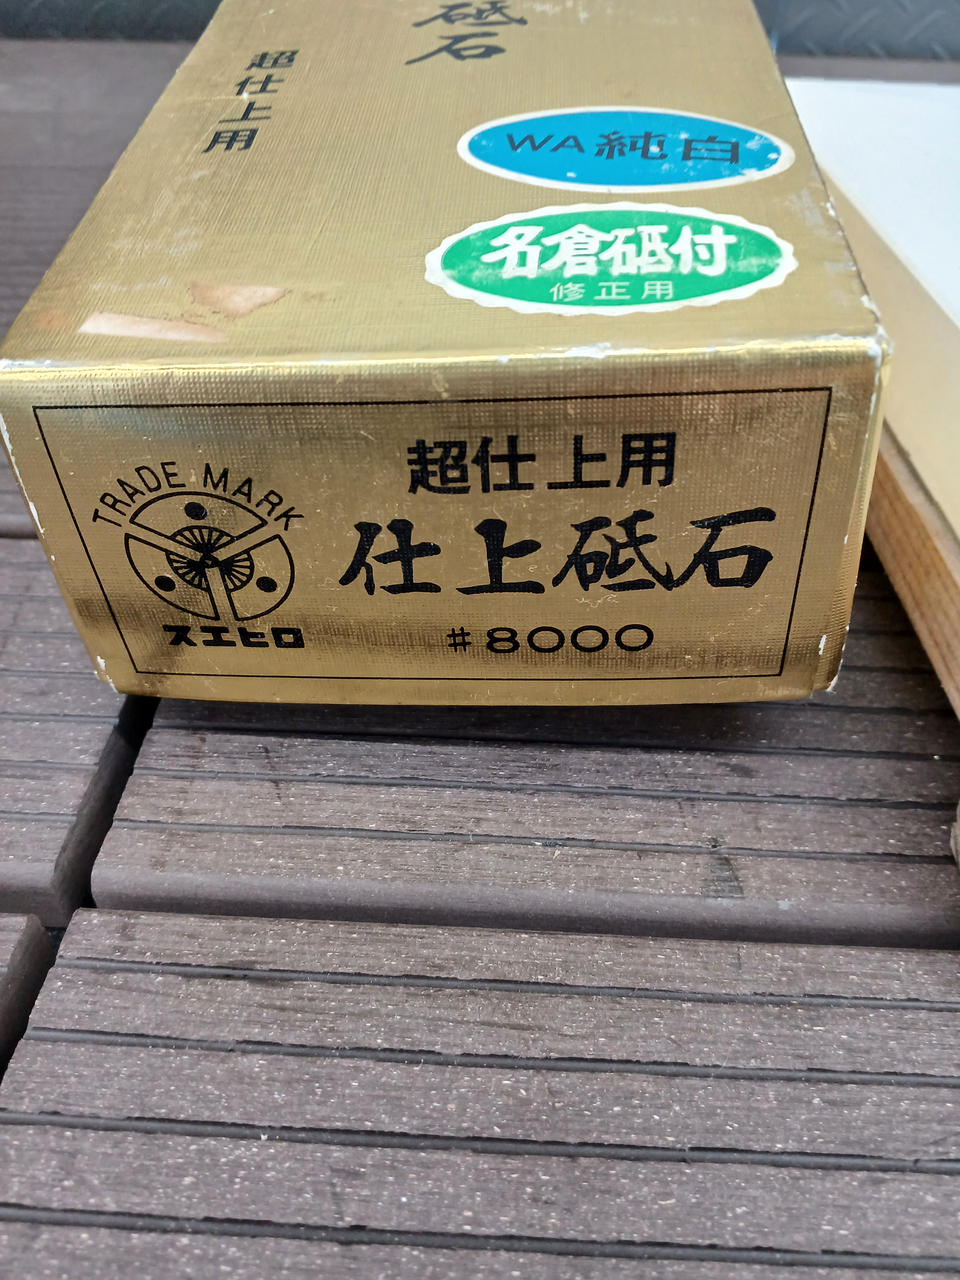 砥石
超仕上用
WA 純白
名倉砥付
修正用
TRADE MARK
スエヒロ
超仕上用
仕上砥石
#8000